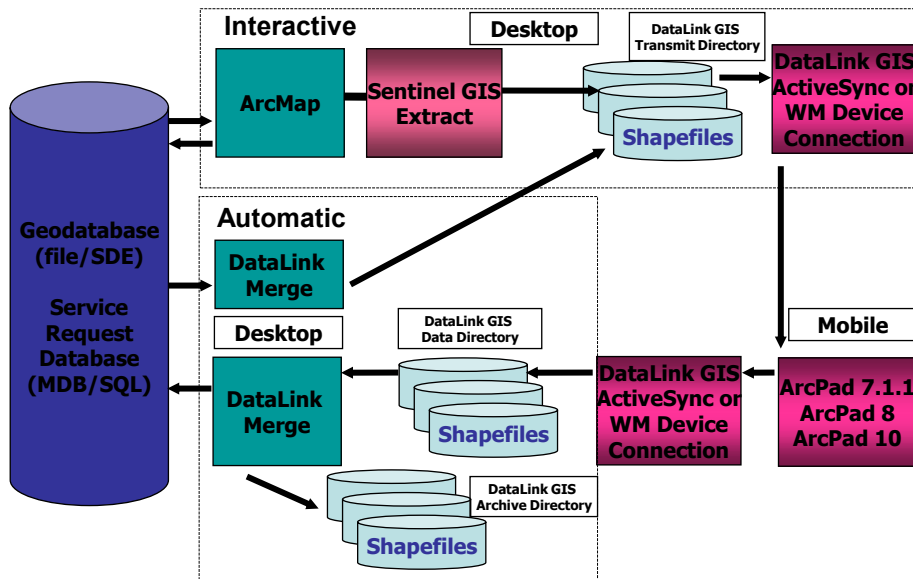 Interactive
Desktop
DataLink GIS
Transmit Directory
ArcMap
Sentinel GIS
Extract
Shapefiles
DataLink GIS
ActiveSync or
WM Device
Connection
Geodatabase
(file/SDE)
Service
Request
Database
(MDB/SQL)
Automatic
DataLink
Merge
Desktop
DataLink
Merge
DataLink GIS
Data Directory
Shapefiles
DataLink GIS
ActiveSync or
WM Device
Connection
Mobile
ArcPad 7.1.1
ArcPad 8
ArcPad 10
DataLink GIS
Archive Directory
Shapefiles